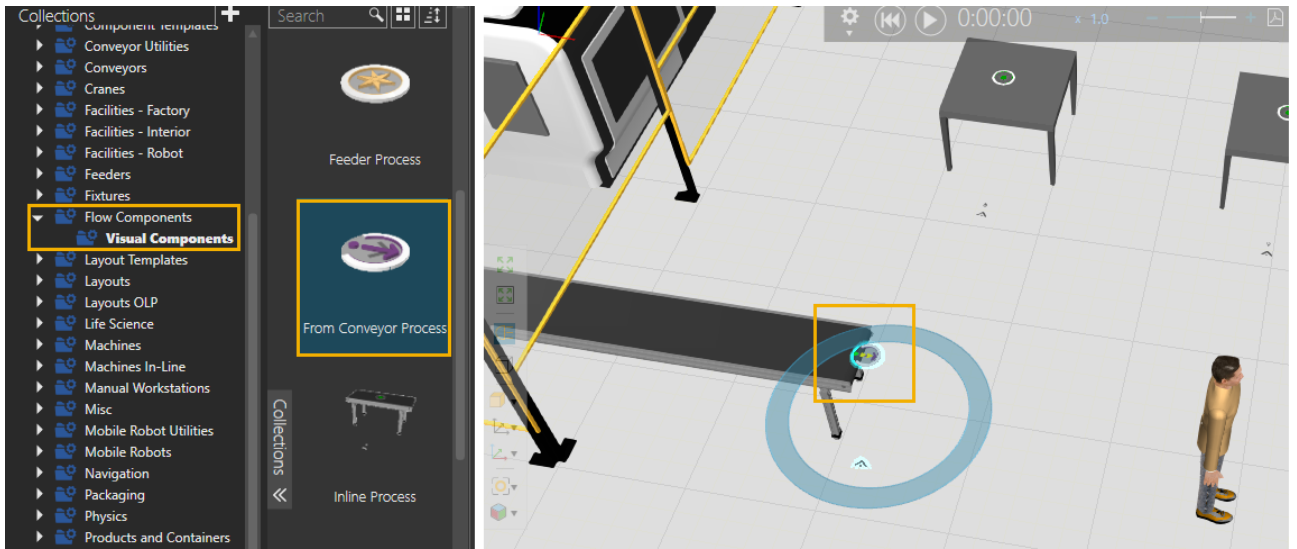 Collections
Component Templates
Conveyor Utilities
Conveyors
Cranes
Facilities - Factory
Facilities - Interior
Facilities - Robot
Feeders
Fixtures
Flow Components
Visual Components
Layout Templates
Layouts
Layouts OLP
Life Science
Machines
Machines In-Line
Manual Workstations
Misc
Mobile Robot Utilities
Mobile Robots
Navigation
Packaging
Physics
Products and Containers
Search
Feeder Process
From Conveyor Process
Inline Process
Collections
0:00:00
x 1.0